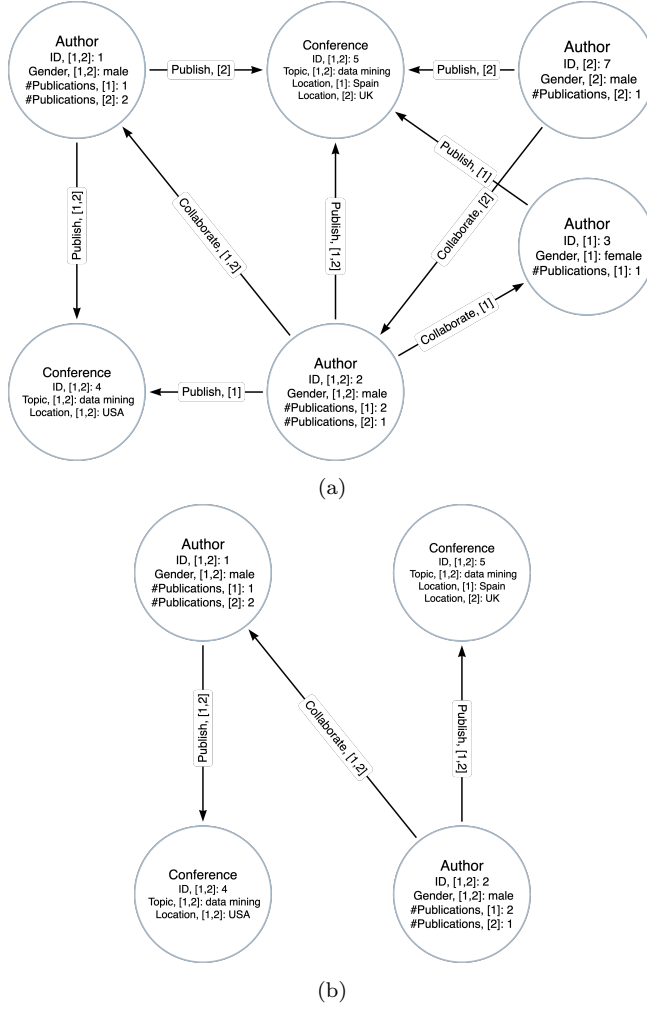 Author
ID, [1,2]: 1
Gender, [1,2]: male
#Publications, [1]: 1
#Publications, [2]: 2
Publish, [2]
Conference
ID, [1,2]: 5
Topic, [1,2]: data mining
Location, [1]: Spain
Location, [2]: UK
Publish, [2]
Author
ID, [2]: 7
Gender, [2]: male
#Publications, [2]: 1
Publish, [1]
Collaborate, [2]
Publish, [1,2]
Collaborate, [1,2]
Publish, [1,2]
Author
ID, [1]: 3
Gender, [1]: female
#Publications, [1]: 1
Collaborate, [1]
Conference
ID, [1,2]: 4
Topic, [1,2]: data mining
Location, [1,2]: USA
Publish, [1]
Author
ID, [1,2]: 2
Gender, [1,2]: male
#Publications, [1]: 2
#Publications, [2]: 1
(a)
Author
ID, [1,2]: 1
Gender, [1,2]: male
#Publications, [1]: 1
#Publications, [2]: 2
Conference
ID, [1,2]: 5
Topic, [1,2]: data mining
Location, [1]: Spain
Location, [2]: UK
Publish, [1,2]
Collaborate, [1,2]
Publish, [1,2]
Conference
ID, [1,2]: 4
Topic, [1,2]: data mining
Location, [1,2]: USA
Author
ID, [1,2]: 2
Gender, [1,2]: male
#Publications, [1]: 2
#Publications, [2]: 1
(b)